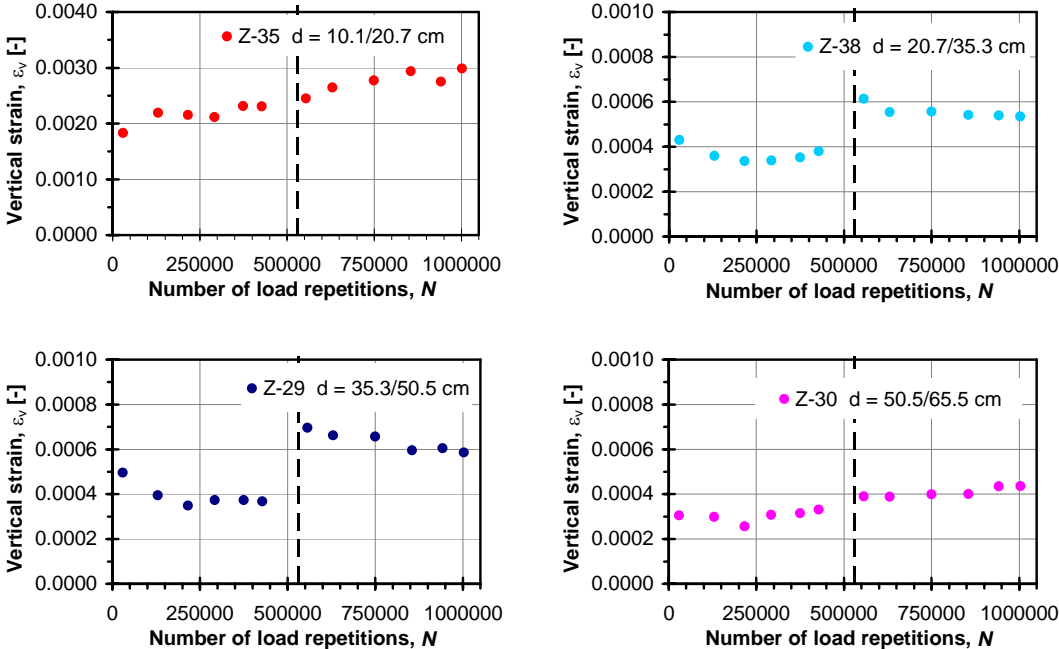 Vertical strain, εv [-]
0.0040
0.0030
0.0020
0.0010
0.0000
Z-35 d = 10.1/20.7 cm
0 250000 500000 750000 1000000
Number of load repetitions, N
Vertical strain, εv [-]
0.0010
0.0008
0.0006
0.0004
0.0002
0.0000
Z-38 d = 20.7/35.3 cm
0 250000 500000 750000 1000000
Number of load repetitions, N
Vertical strain, εv [-]
0.0010
0.0008
0.0006
0.0004
0.0002
0.0000
Z-29 d = 35.3/50.5 cm
0 250000 500000 750000 1000000
Number of load repetitions, N
Vertical strain, εv [-]
0.0010
0.0008
0.0006
0.0004
0.0002
0.0000
Z-30 d = 50.5/65.5 cm
0 250000 500000 750000 1000000
Number of load repetitions, N